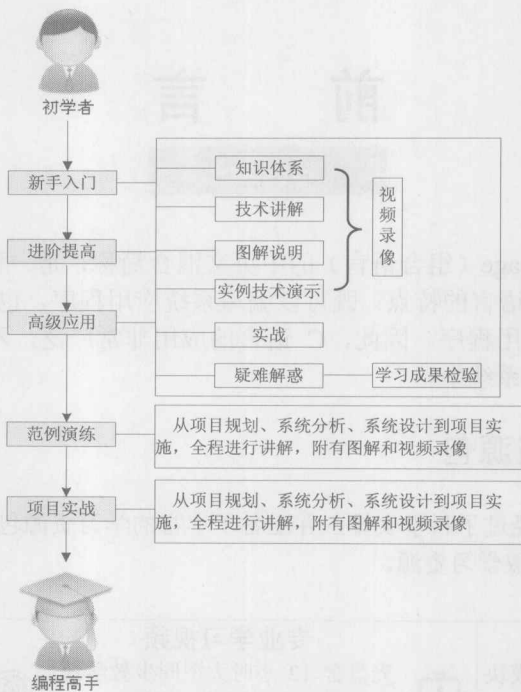 初学者
新手入门
进阶提高
高级应用
范例演练
项目实战
编程高手
知识体系
技术讲解
图解说明
实例技术演示
实战
疑难解惑
学习成果检验
视频录像
从项目规划、系统分析、系统设计到项目实
施，全程进行讲解，附有图解和视频录像
从项目规划、系统分析、系统设计到项目实
施，全程进行讲解，附有图解和视频录像